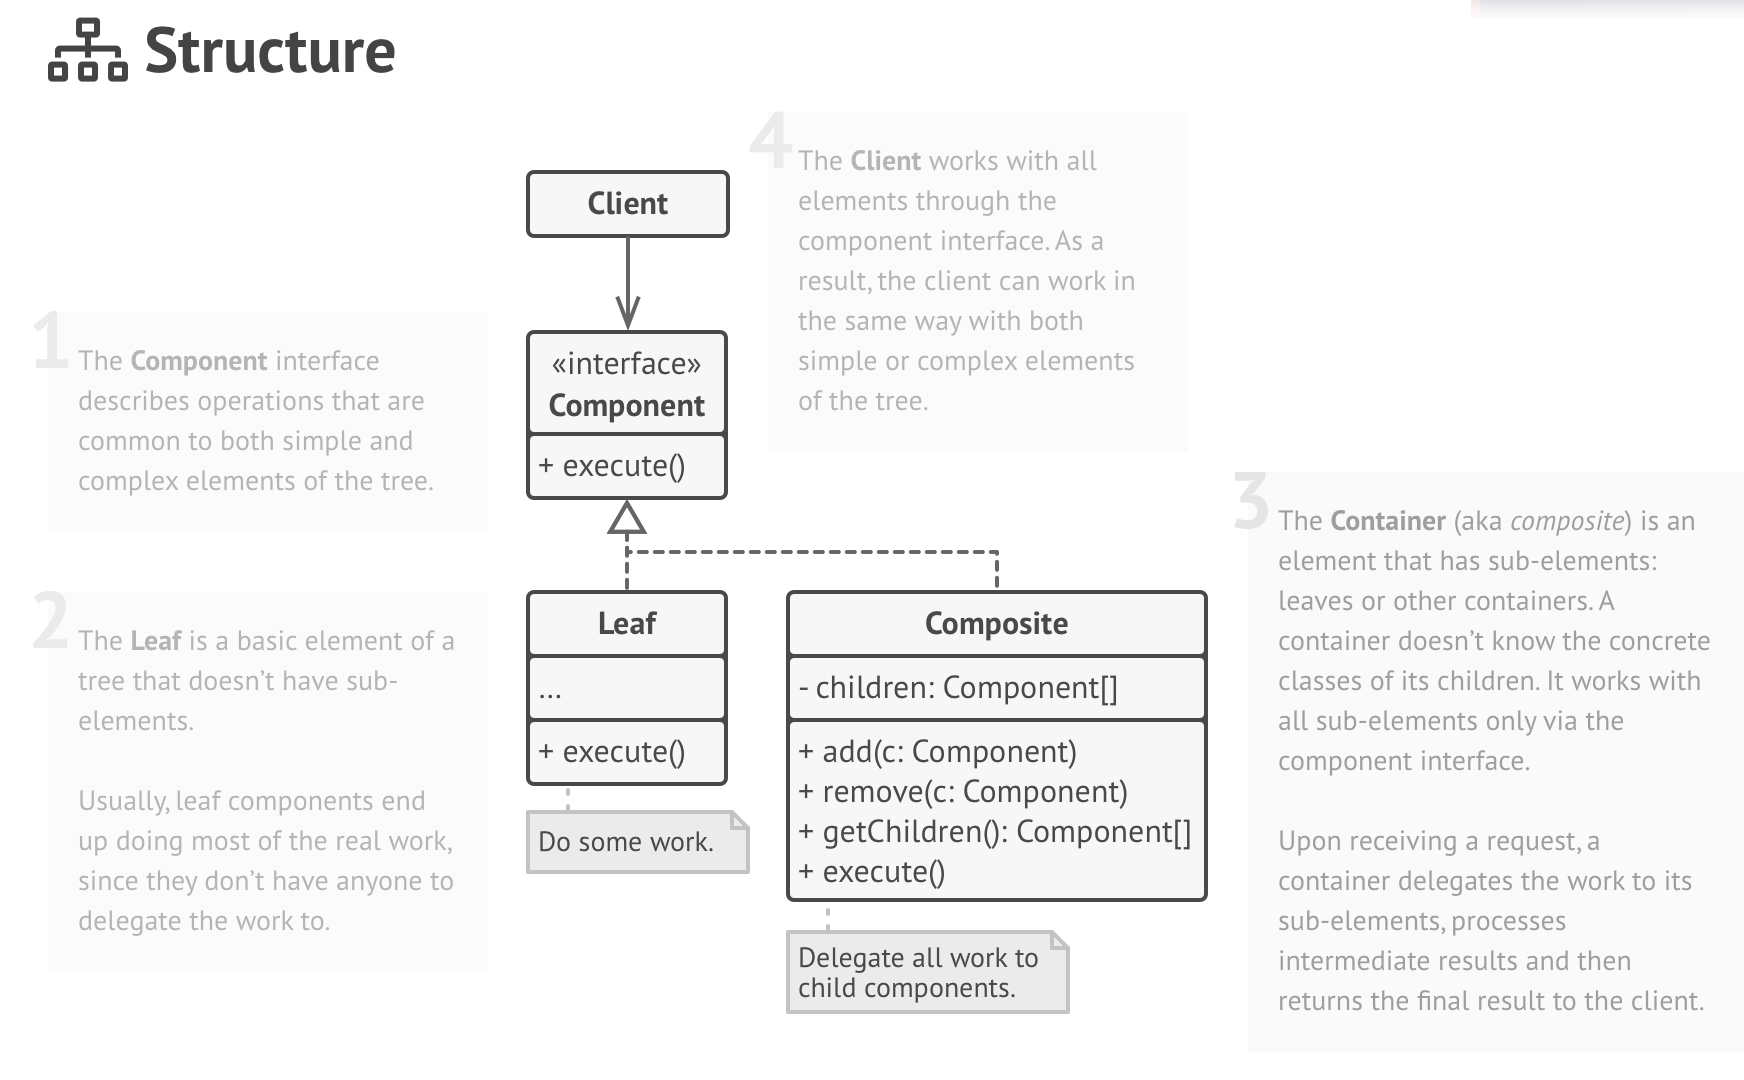 Structure
4
The Client works with all
elements through the
component interface. As a
result, the client can work in
the same way with both
simple or complex elements
of the tree.
Client
1
The Component interface
describes operations that are
common to both simple and
complex elements of the tree.
«interface»
Component
+ execute()
2
The Leaf is a basic element of a
tree that doesn't have sub-
elements.
Usually, leaf components end
up doing most of the real work,
since they don't have anyone to
delegate the work to.
Leaf
...
+ execute()
Do some work.
Composite
- children: Component[]
+ add(c: Component)
+ remove(c: Component)
+ getChildren(): Component[]
+ execute()
Delegate all work to
child components.
3
The Container (aka composite) is an
element that has sub-elements:
leaves or other containers. A
container doesn't know the concrete
classes of its children. It works with
all sub-elements only via the
component interface.
Upon receiving a request, a
container delegates the work to its
sub-elements, processes
intermediate results and then
returns the final result to the client.